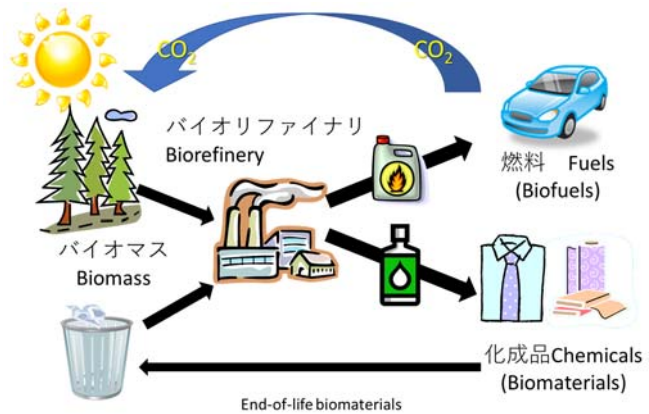 CO2
CO2
バイオリファイナリ
Biorefinery
燃料 Fuels
(Biofuels)
バイオマス
Biomass
化成品Chemicals
(Biomaterials)
End-of-life biomaterials